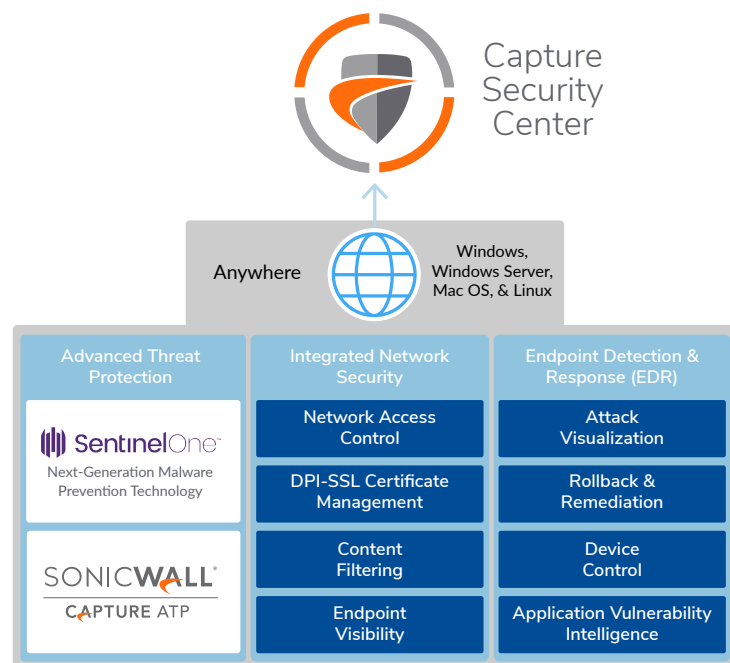 Capture
Security
Center
Anywhere
Windows,
Windows Server,
Mac OS, & Linux
Advanced Threat
Protection
SentinelOne™
Next-Generation Malware
Prevention Technology
SONICWALL®
CAPTURE ATP
Integrated Network
Security
Network Access
Control
DPI-SSL Certificate
Management
Content
Filtering
Endpoint
Visibility
Endpoint Detection &
Response (EDR)
Attack
Visualization
Rollback &
Remediation
Device
Control
Application Vulnerability
Intelligence